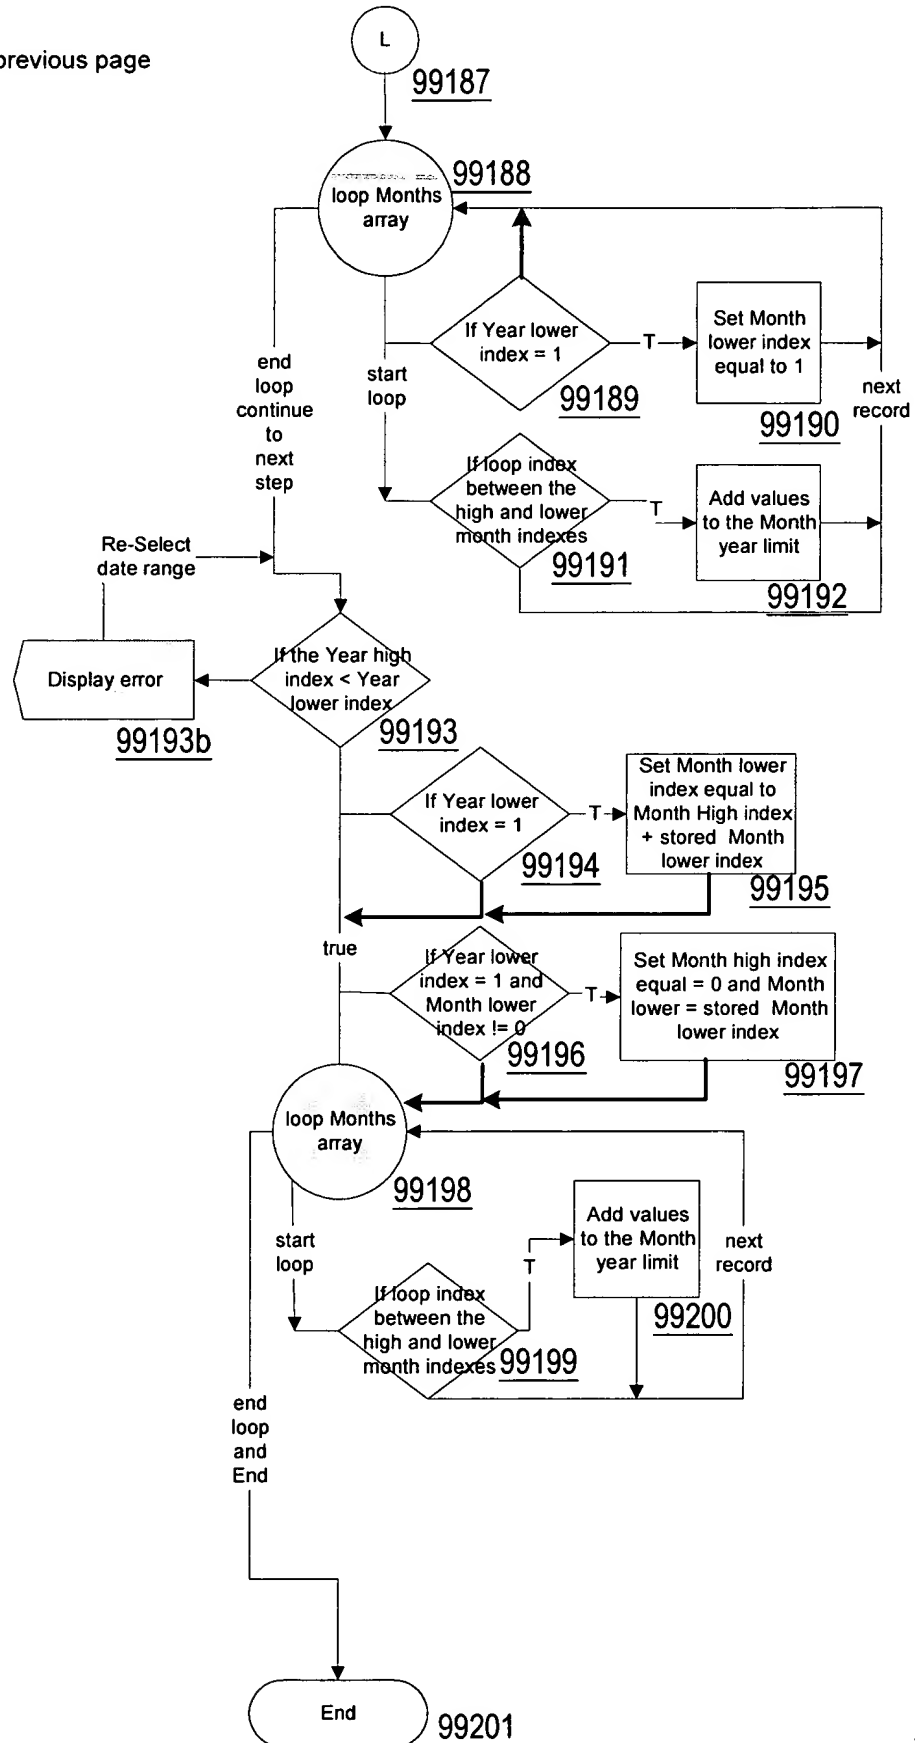 L
previous page
99187
99188
loop Months
array
If Year lower
index = 1
T
Set Month
lower index
equal to 1
99189
99190
start
loop
next
record
end
loop
continue
to
next
step
If loop index
between the
high and lower
month indexes
T
Add values
to the Month
year limit
99191
99192
Re-Select
date range
If the Year high
index < Year
lower index
Display error
99193
99193b
If Year lower
index = 1
T
Set Month lower
index equal to
Month High index
+ stored Month
lower index
99194
99195
true
If Year lower
index = 1 and
Month lower
index != 0
T
Set Month high index
equal = 0 and Month
lower = stored Month
lower index
99196
99197
loop Months
array
99198
start
loop
Add values
to the Month
year limit
T
next
record
If loop index
between the
high and lower
month indexes
99199
99200
end
loop
and
End
End
99201